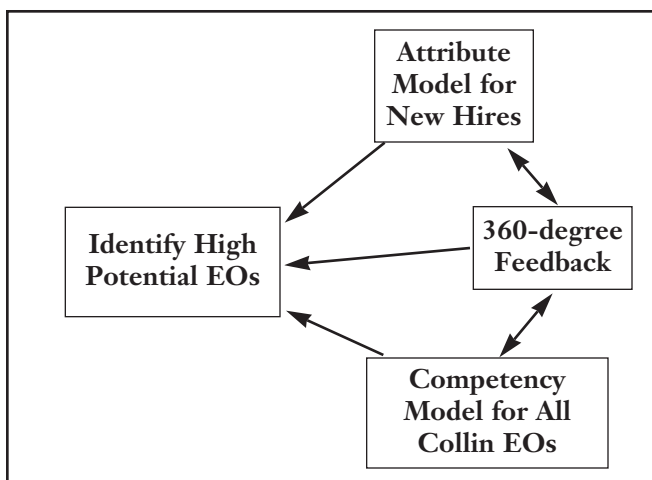 Attribute
Model for
New Hires
Identify High
Potential EOs
360-degree
Feedback
Competency
Model for All
Collin EOs